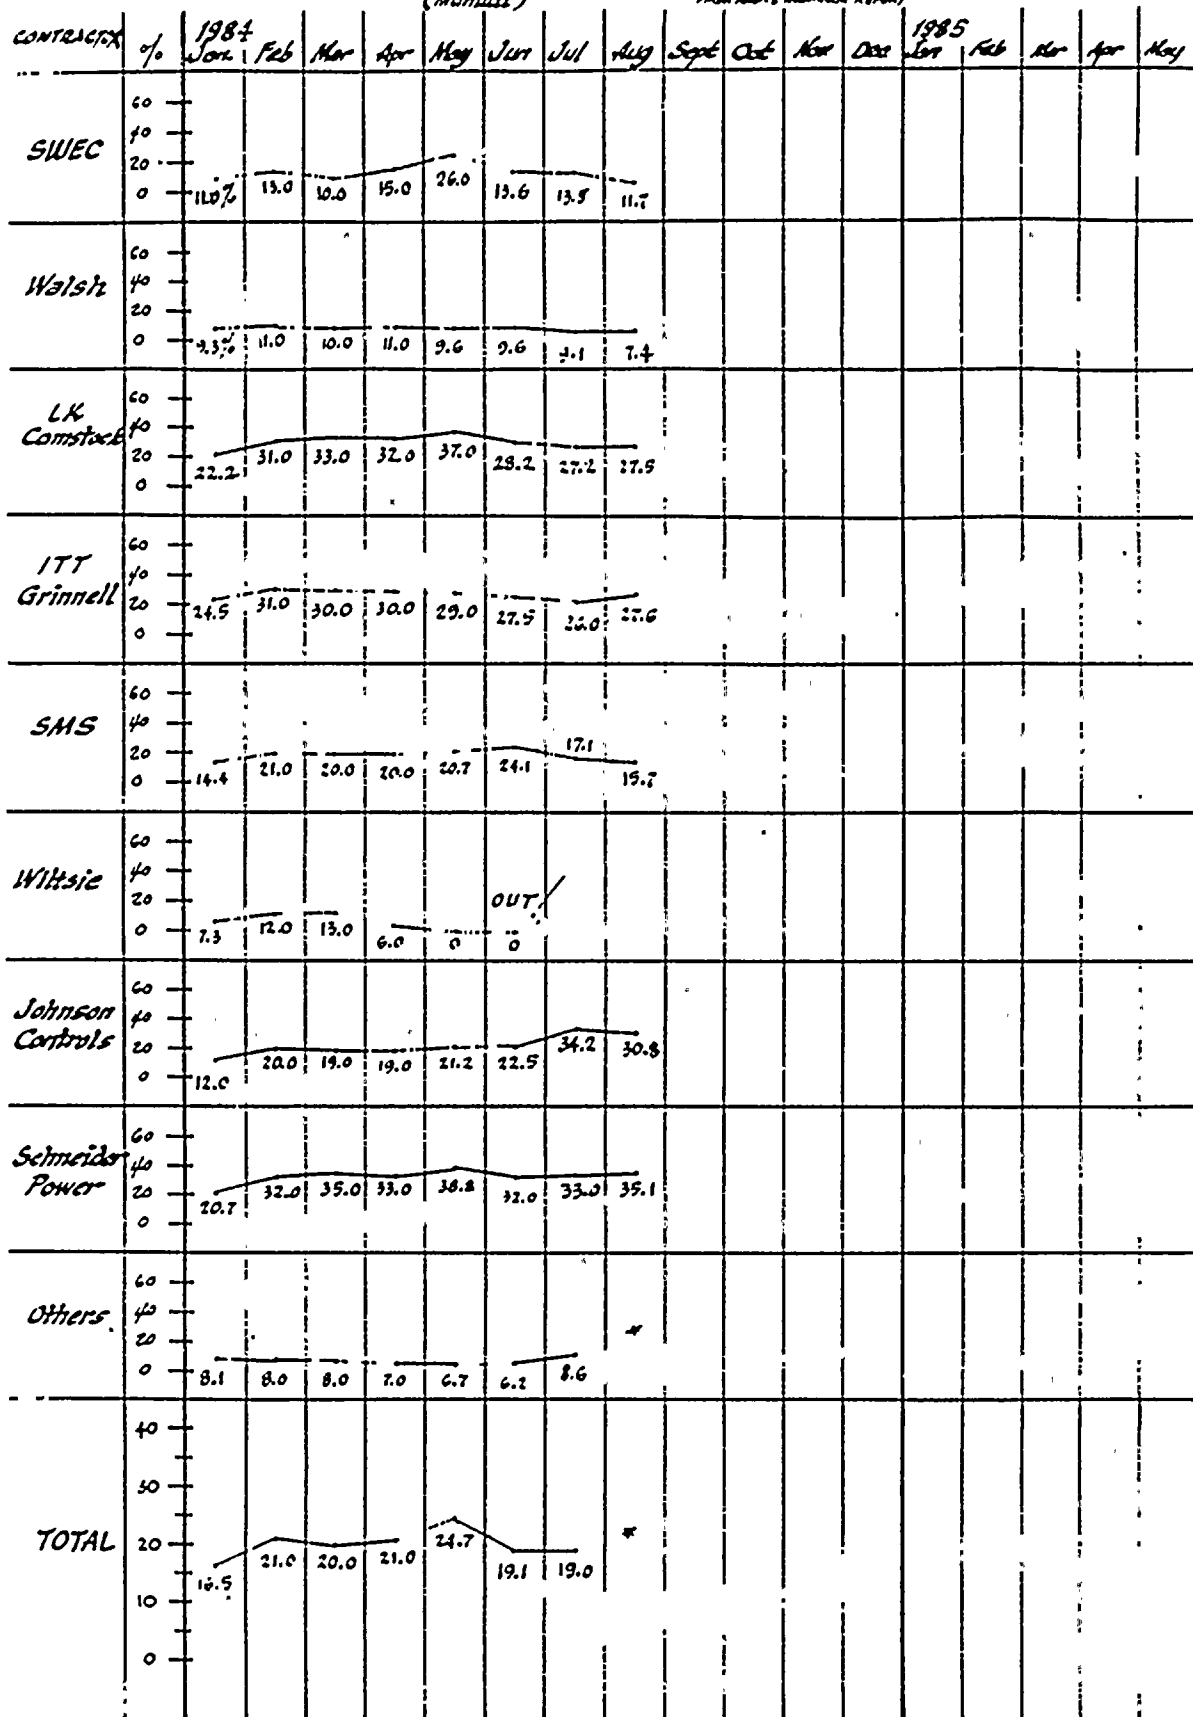 (Manual)
1984 1985
CONTRACTOR % Jan Feb Mar Apr May Jun Jul Aug Sept Oct Nov Dec Jan Feb Mar Apr May
60
40
SWEC 20
0 11.0% 13.0 10.0 15.0 26.0 13.6 13.5 11.7
60
Walsh 40
20
0 9.3% 11.0 10.0 11.0 9.6 9.6 7.4
LK 60
Comstock 40
20
0 22.2 31.0 33.0 32.0 37.0 28.2 27.2 27.5
ITT 60
Grinnell 40
20
0 24.5 31.0 30.0 30.0 29.0 27.5 26.0 27.6
60
SMS 40
20
0 14.4 21.0 20.0 20.0 20.7 24.1 17.1 15.7
60
Wiltsie 40
20 OUT
0 7.3 12.0 13.0 6.0 0 0
60
Johnson 40
Controls 20
0 12.0 20.0 19.0 19.0 21.2 22.5 34.2 30.8
60
Schneider 40
Power 20
0 20.7 32.0 35.0 33.0 38.8 32.0 33.0 35.1
60
Others 40
20 *
0 8.1 8.0 8.0 7.0 6.7 6.2 8.6
40
30
TOTAL 20 16.5 21.0 20.0 21.0 24.7 19.1 19.0 *
10
0